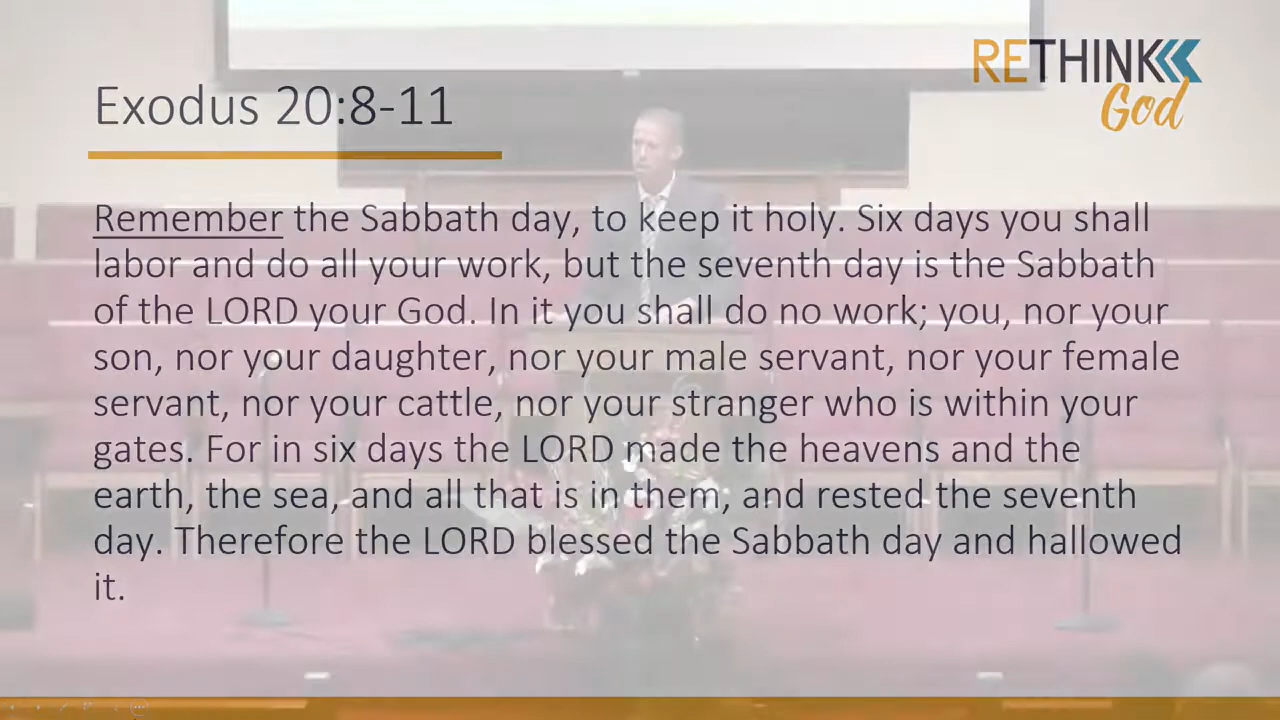 RETHINK
God
Exodus 20:8-11
Remember the Sabbath day, to keep it holy. Six days you shall
labor and do all your work, but the seventh day is the Sabbath
of the LORD your God. In it you shall do no work; you, nor your
son, nor your daughter, nor your male servant, nor your female
servant, nor your cattle, nor your stranger who is within your
gates. For in six days the LORD made the heavens and the
earth, the sea, and all that is in them, and rested the seventh
day. Therefore the LORD blessed the Sabbath day and hallowed
it.